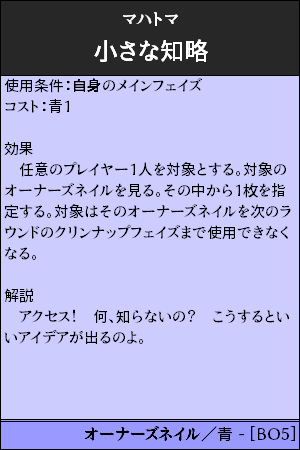 マハトマ
小さな知略
使用条件：自身のメインフェイズ
コスト：青1
効果
　任意のプレイヤー1人を対象とする。対象の
オーナーズネイルを見る。その中から1枚を指
定する。対象はそのオーナーズネイルを次のラ
ウンドのクリンナップフェイズまで使用できなく
なる。
解説
　アクセス！　何、知らないの？　こうするとい
いアイデアが出るのよ。
オーナーズネイル／青 - [BO5]